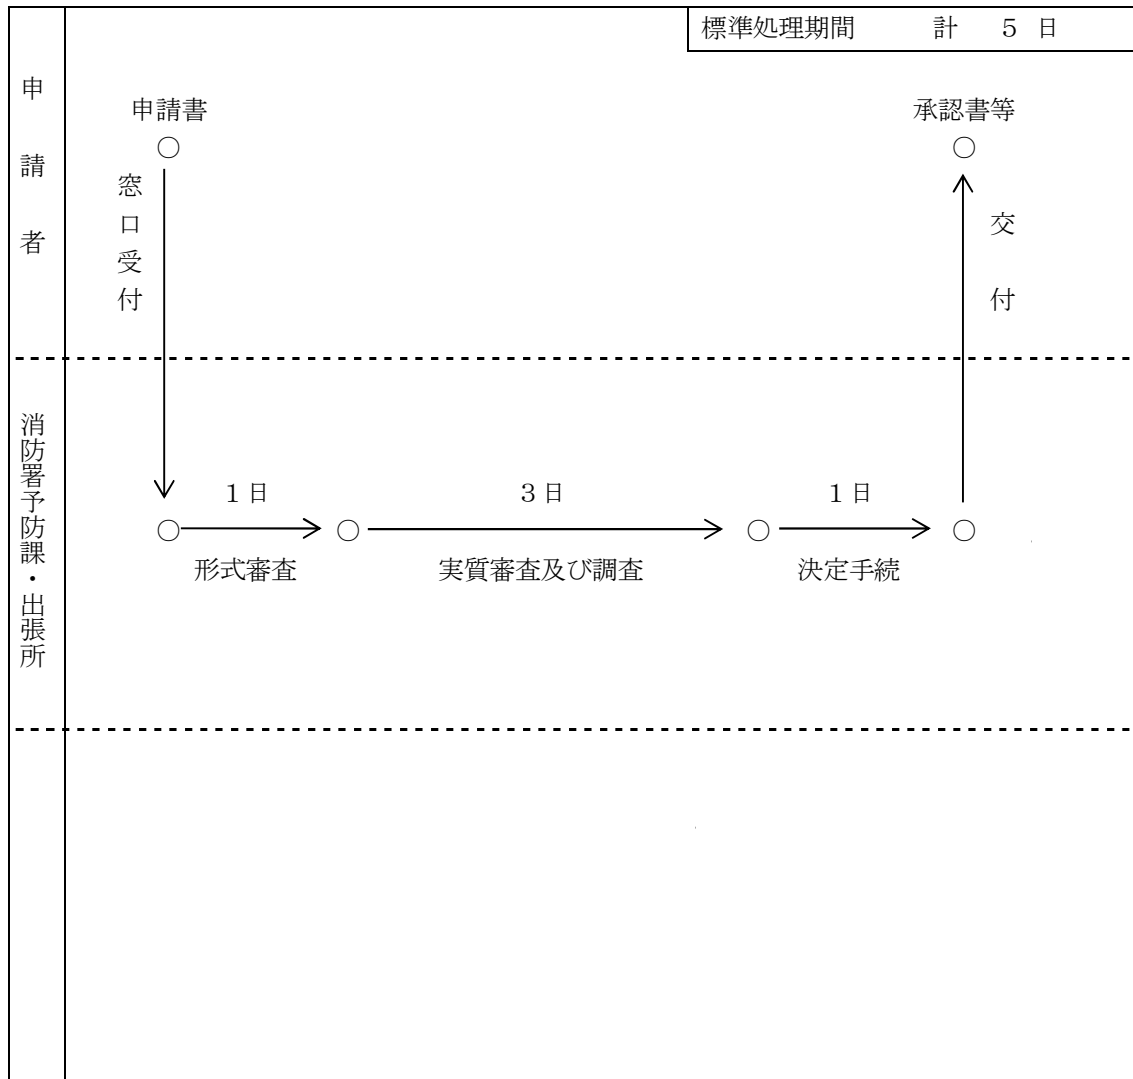 標準処理期間　計　５日
申請者
申請書
承認書等
○
○
窓口受付
交付
消防署予防課・出張所
１日
３日
１日
○
○
○
○
形式審査
実質審査及び調査
決定手続